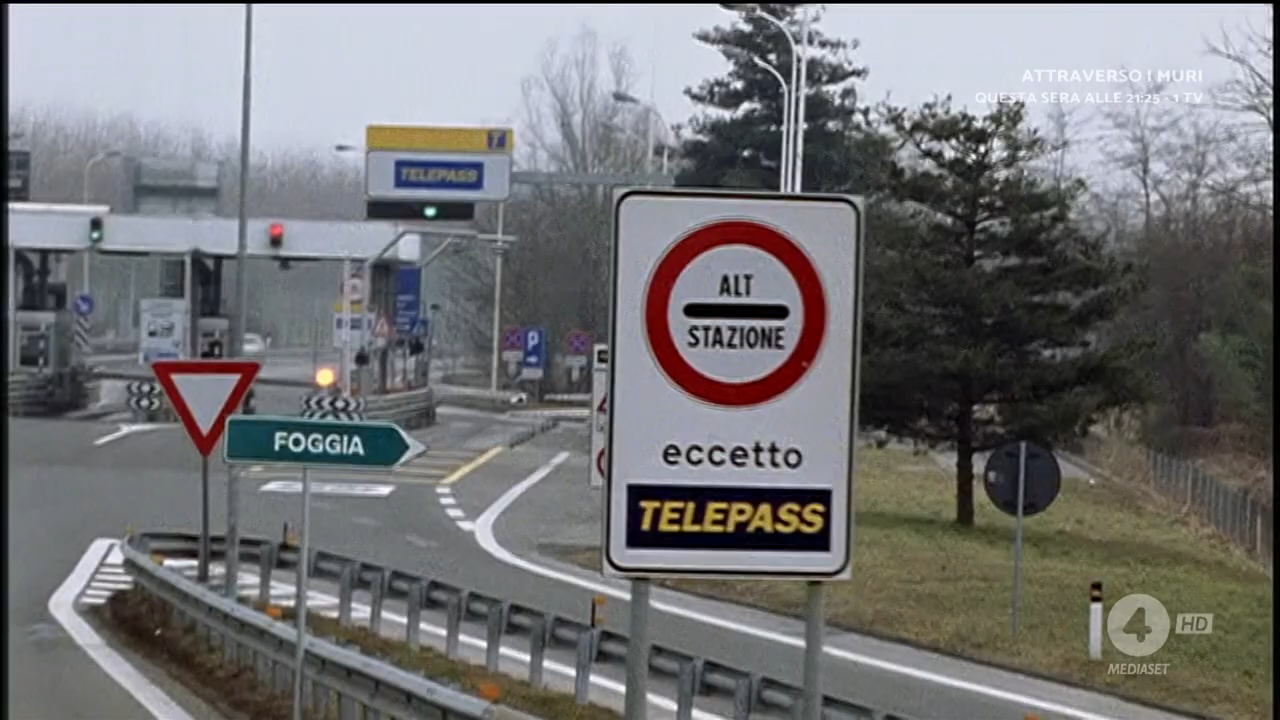 ATTRAVERSO I MURI
QUESTA SERA ALLE 21:25 - 1 TV
T
TELEPASS
ALT
STAZIONE
P
FOGGIA
eccetto
TELEPASS
4 HD
MEDIASET